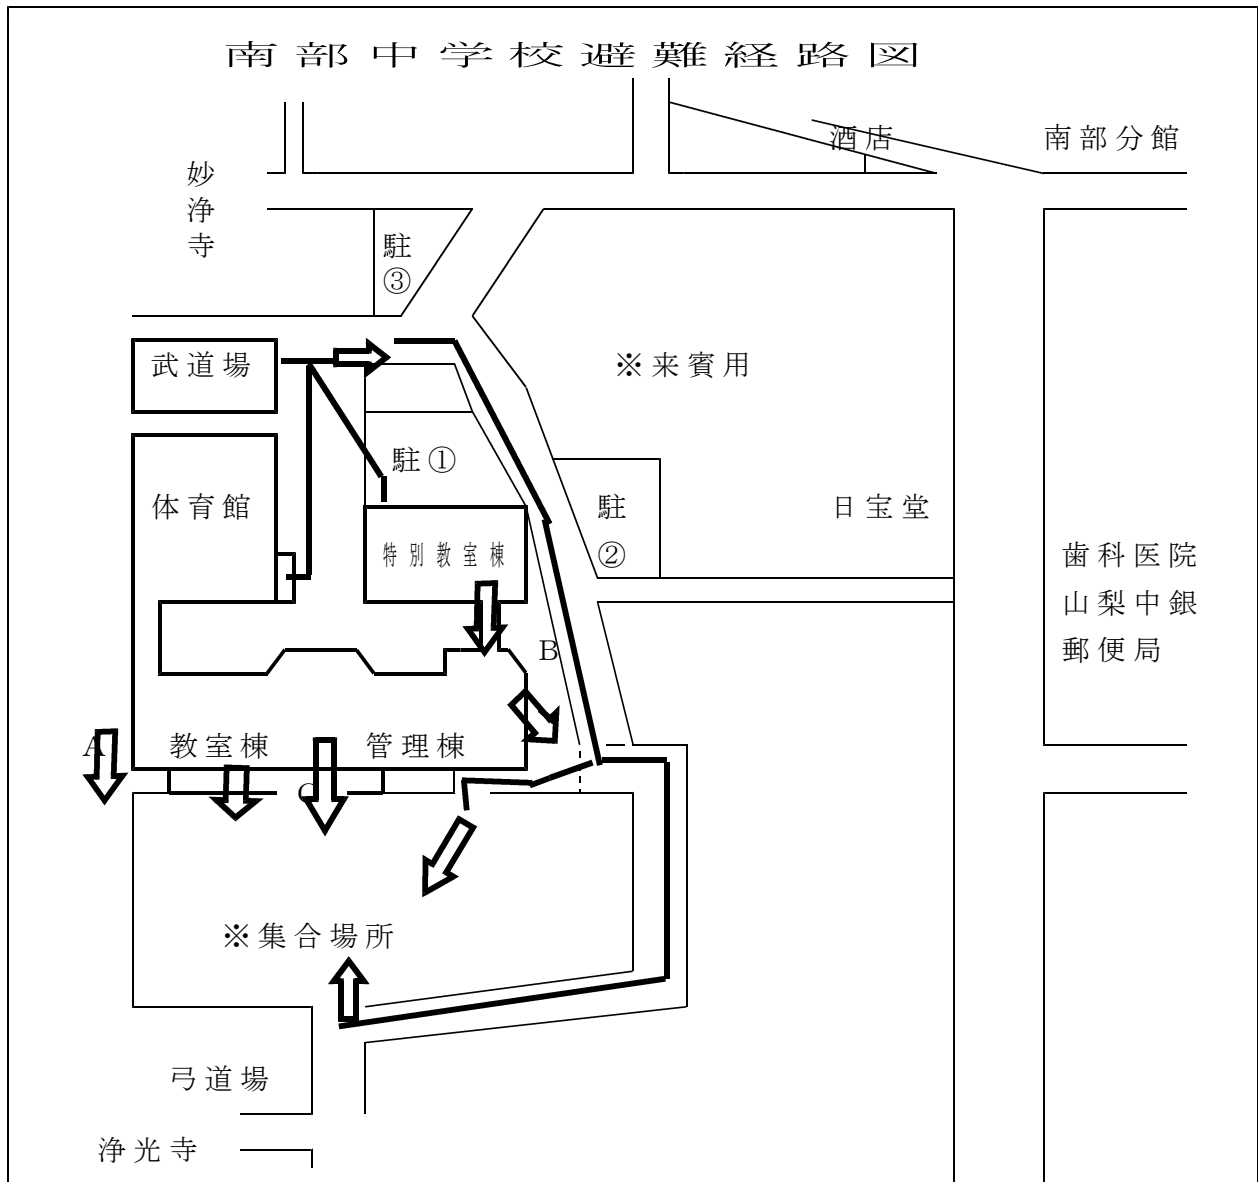 南部中学校避難経路図
酒店
南部分館
妙浄寺
駐③
武道場
※来賓用
駐①
体育館
駐②
日宝堂
特別教室棟
歯科医院
山梨中銀
郵便局
B
A
教室棟
管理棟
C
※集合場所
弓道場
浄光寺